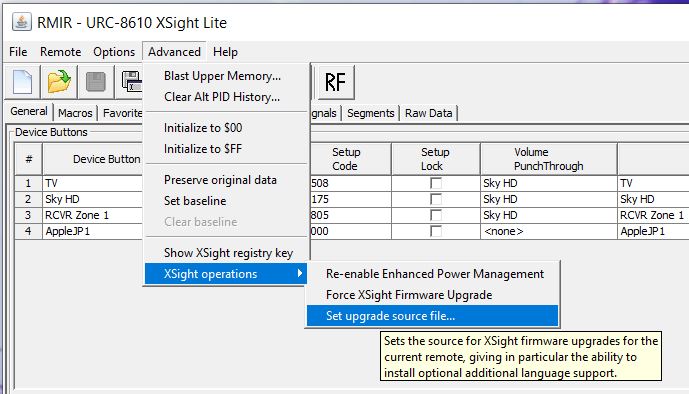 RMIR - URC-8610 XSight Lite
File Remote Options Advanced Help
RF
General Macros Favorite gnals Segments Raw Data
Blast Upper Memory...
Clear Alt PID History...
Initialize to $00
Initialize to $FF
Preserve original data
Set baseline
Clear baseline
Show XSight registry key
XSight operations
Re-enable Enhanced Power Management
Force XSight Firmware Upgrade
Set upgrade source file...
Sets the source for XSight firmware upgrades for the
current remote, giving in particular the ability to
install optional additional language support.
Device Buttons
# Device Button Setup Code Setup Lock Volume PunchThrough
1 TV 508 Sky HD TV
2 Sky HD 175 Sky HD Sky HD
3 RCVR Zone 1 805 Sky HD RCVR Zone 1
4 AppleJP1 000 <none> AppleJP1